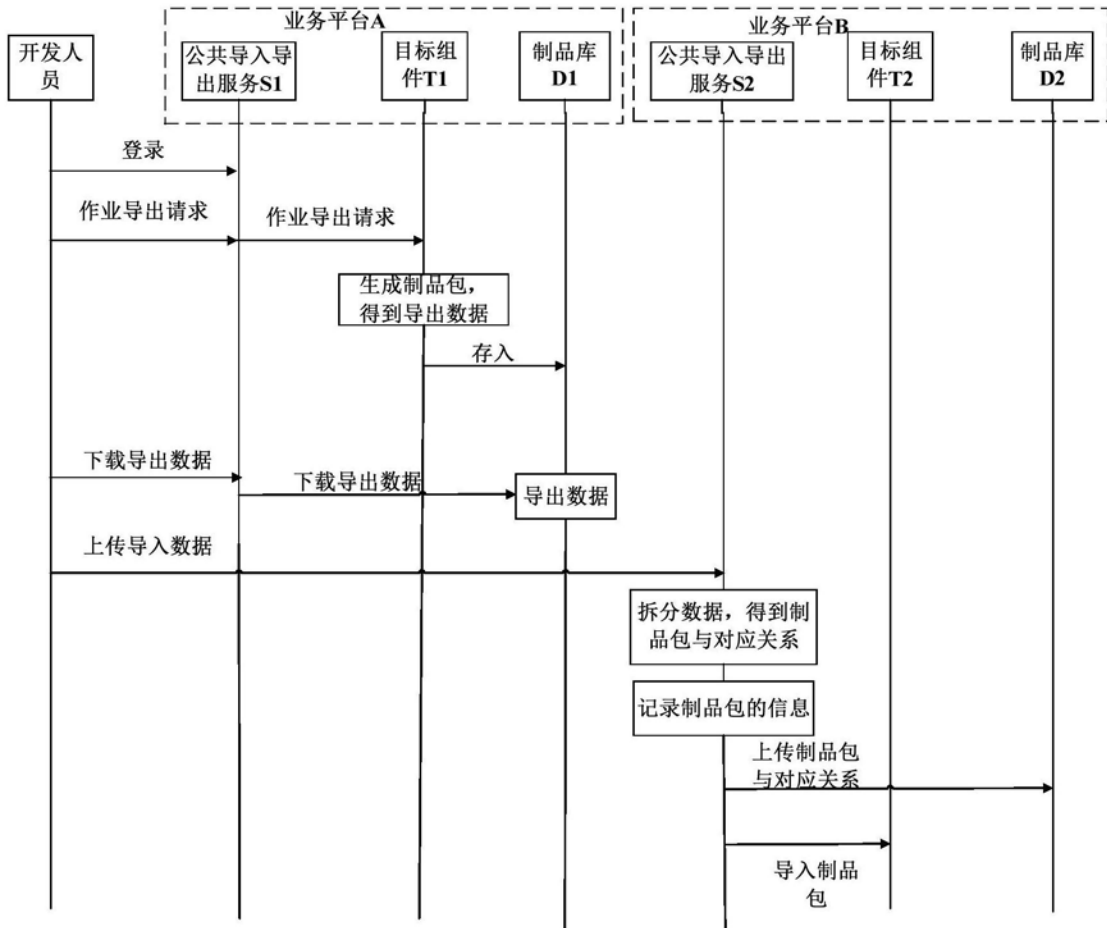 业务平台A
业务平台B
开发人
员
公共导入导
出服务S1
目标组
件T1
制品库
D1
公共导入导
出服务S2
目标组
件T2
制品库
D2
登录
作业导出请求
作业导出请求
生成制品包，
得到导出数据
存入
下载导出数据
下载导出数据
导出数据
上传导入数据
拆分数据，得到制
品包与对应关系
记录制品包的信息
上传制品包
与对应关系
导入制品
包